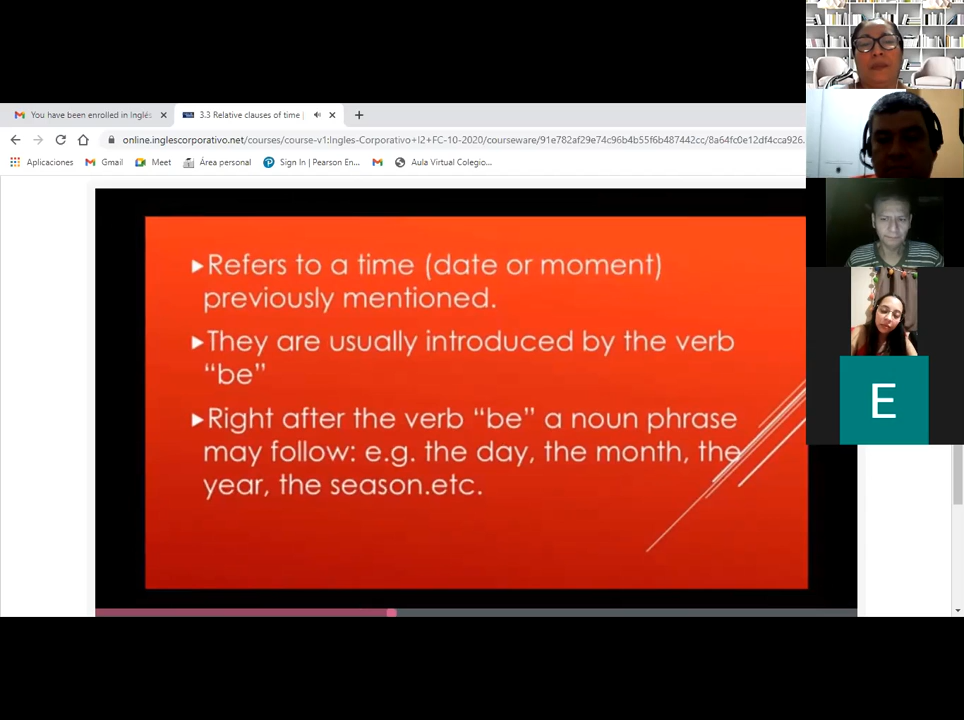 You have been enrolled in Inglés
3.3 Relative clauses of time
online.inglescorporativo.net/courses/course-v1:Ingles-Corporativo+I2+FC-10-2020/courseware/91e782af29e74c96b4b55f6b487442cc/8a64fc0e12df4cca926...
Aplicaciones Gmail Meet Área personal Sign In | Pearson En... Aula Virtual Colegio...
Refers to a time (date or moment)
previously mentioned.
They are usually introduced by the verb
“be”
Right after the verb “be” a noun phrase
may follow: e.g. the day, the month, the
year, the season.etc.
E